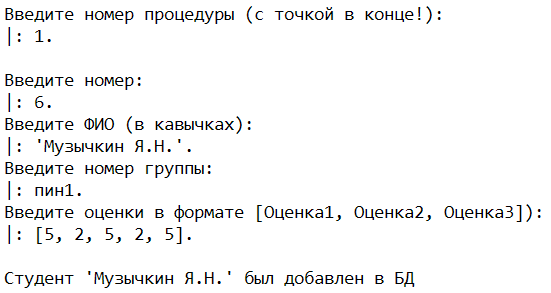 Введите номер процедуры (с точкой в конце!):
|: 1.
Введите номер:
|: 6.
Введите ФИО (в кавычках):
|: 'Музычкин Я.Н.'.
Введите номер группы:
|: пин1.
Введите оценки в формате [Оценка1, Оценка2, Оценка3]):
|: [5, 2, 5, 2, 5].
Студент 'Музычкин Я.Н.' был добавлен в БД